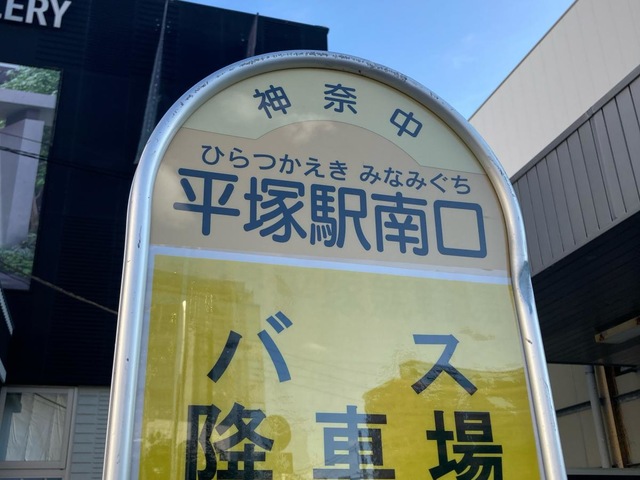 LERY
神奈中
ひらつかえき みなみぐち
平塚駅南口
バス
降車場